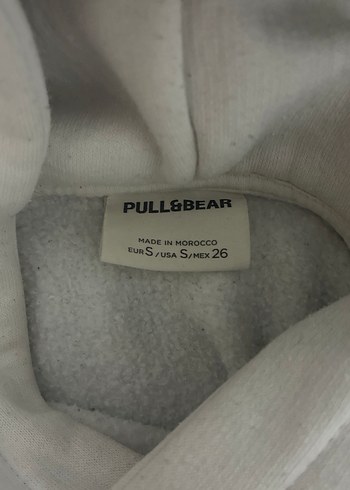 PULL&BEAR
MADE IN MOROCCO
EUR S / USA S / MEX 26